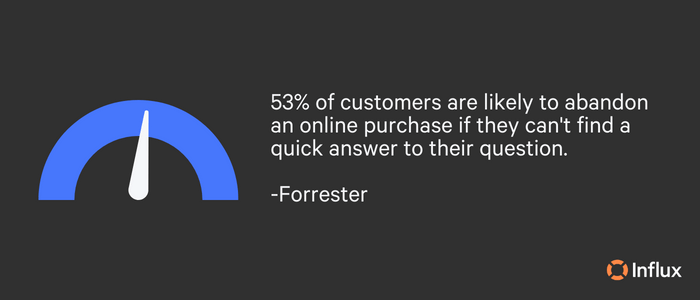 53% of customers are likely to abandon
an online purchase if they can't find a
quick answer to their question.
-Forrester
Influx